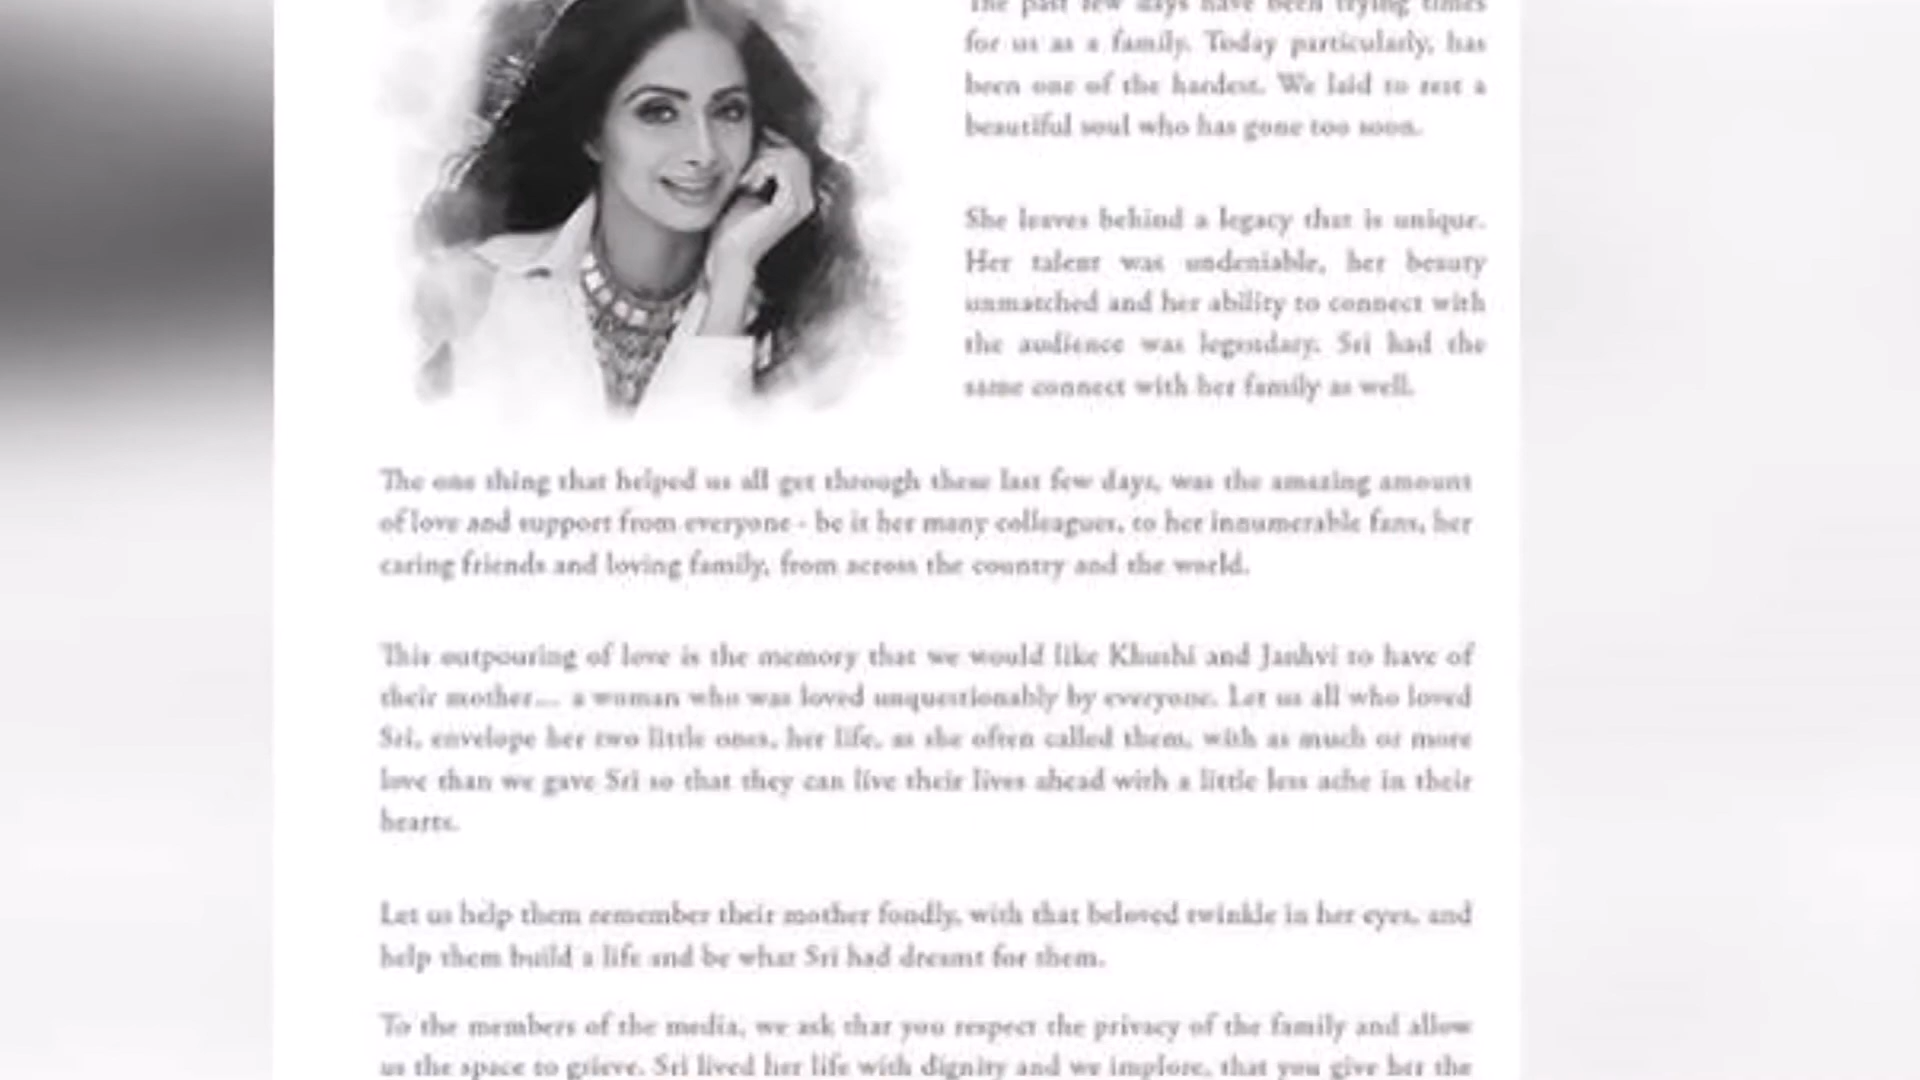 The past few days have been trying times
for us as a family. Today particularly, has
been one of the hardest. We laid to rest a
beautiful soul who has gone too soon.
She leaves behind a legacy that is unique.
Her talent was undeniable, her beauty
unmatched and her ability to connect with
the audience was legendary. Sri had the
same connect with her family as well.
The one thing that helped us all get through these last few days, was the amazing amount
of love and support from everyone - be it her many colleagues, to her innumerable fans, her
caring friends and loving family, from across the country and the world.
This outpouring of love is the memory that we would like Khushi and Janhvi to have of
their mother.... a woman who was loved unquestionably by everyone. Let us all who loved
Sri, envelope her two little ones, her life, as she often called them, with as much or more
love than we gave Sri so that they can live their lives ahead with a little less ache in their
hearts.
Let us help them remember their mother fondly, with that beloved twinkle in her eyes, and
help them build a life and be what Sri had dreamt for them.
To the members of the media, we ask that you respect the privacy of the family and allow
us the space to grieve. Sri lived her life with dignity and we implore, that you give her the